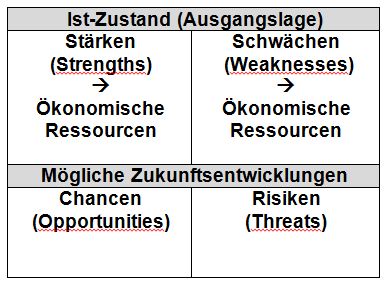 Ist-Zustand (Ausgangslage)
Stärken
(Strengths)
→
Ökonomische
Ressourcen
Schwächen
(Weaknesses)
→
Ökonomische
Ressourcen
Mögliche Zukunftsentwicklungen
Chancen
(Opportunities)
Risiken
(Threats)